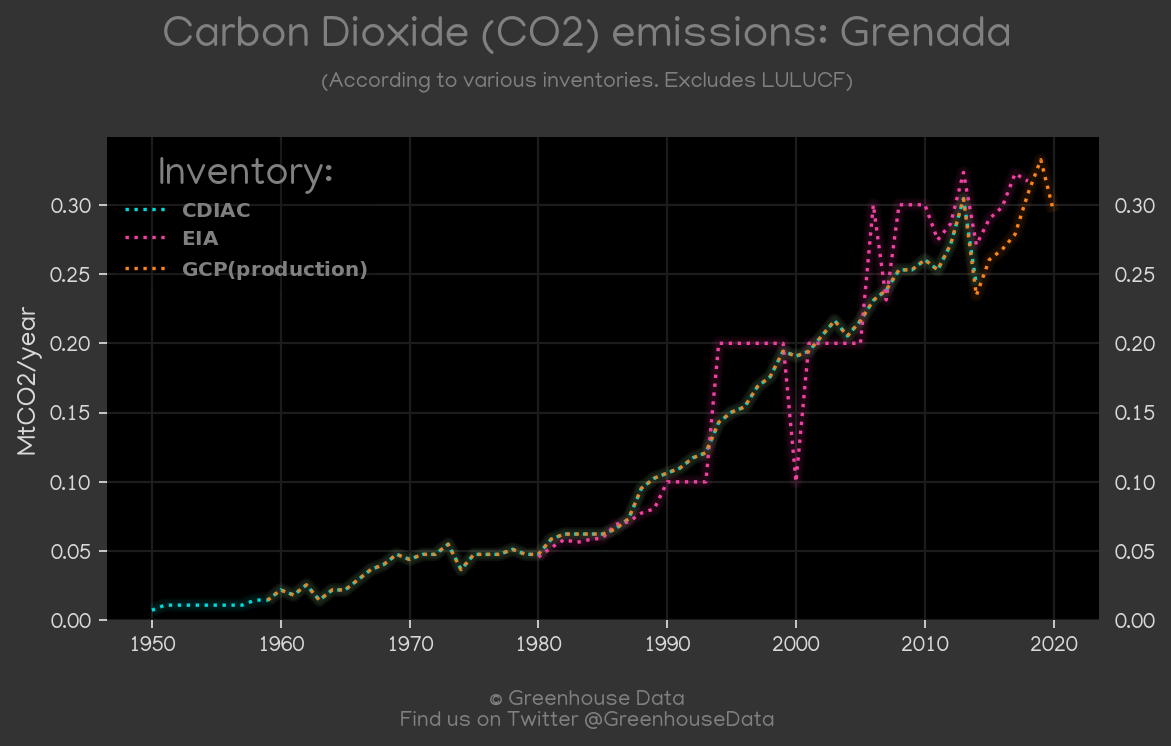 Carbon Dioxide (CO2) emissions: Grenada
(According to various inventories. Excludes LULUCF)
Inventory:
CDIAC
EIA
GCP(production)
MtCO2/year
0.30 0.30
0.25 0.25
0.20 0.20
0.15 0.15
0.10 0.10
0.05 0.05
0.00 0.00
1950 1960 1970 1980 1990 2000 2010 2020
© Greenhouse Data
Find us on Twitter @GreenhouseData